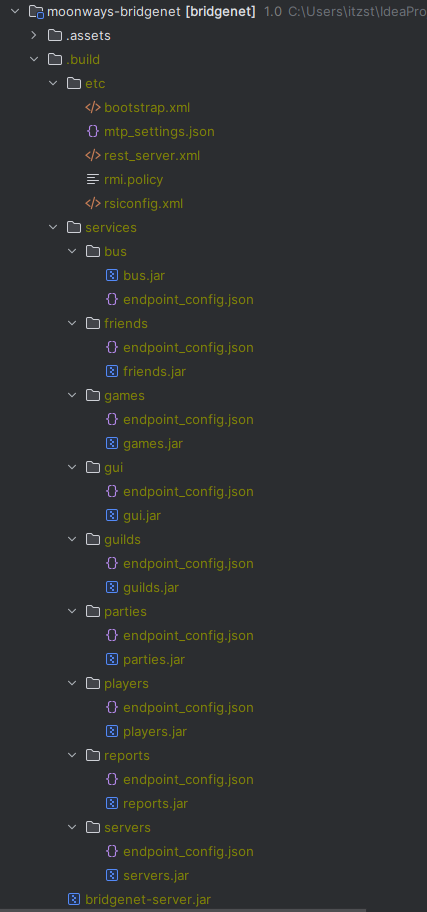 moonways-bridgenet [bridgenet] 1.0 C:\Users\itzst\IdeaPro
.assets
.build
etc
bootstrap.xml
mtp_settings.json
rest_server.xml
rmi.policy
rsiconfig.xml
services
bus
bus.jar
endpoint_config.json
friends
endpoint_config.json
friends.jar
games
endpoint_config.json
games.jar
gui
endpoint_config.json
gui.jar
guilds
endpoint_config.json
guilds.jar
parties
endpoint_config.json
parties.jar
players
endpoint_config.json
players.jar
reports
endpoint_config.json
reports.jar
servers
endpoint_config.json
servers.jar
bridgenet-server.jar